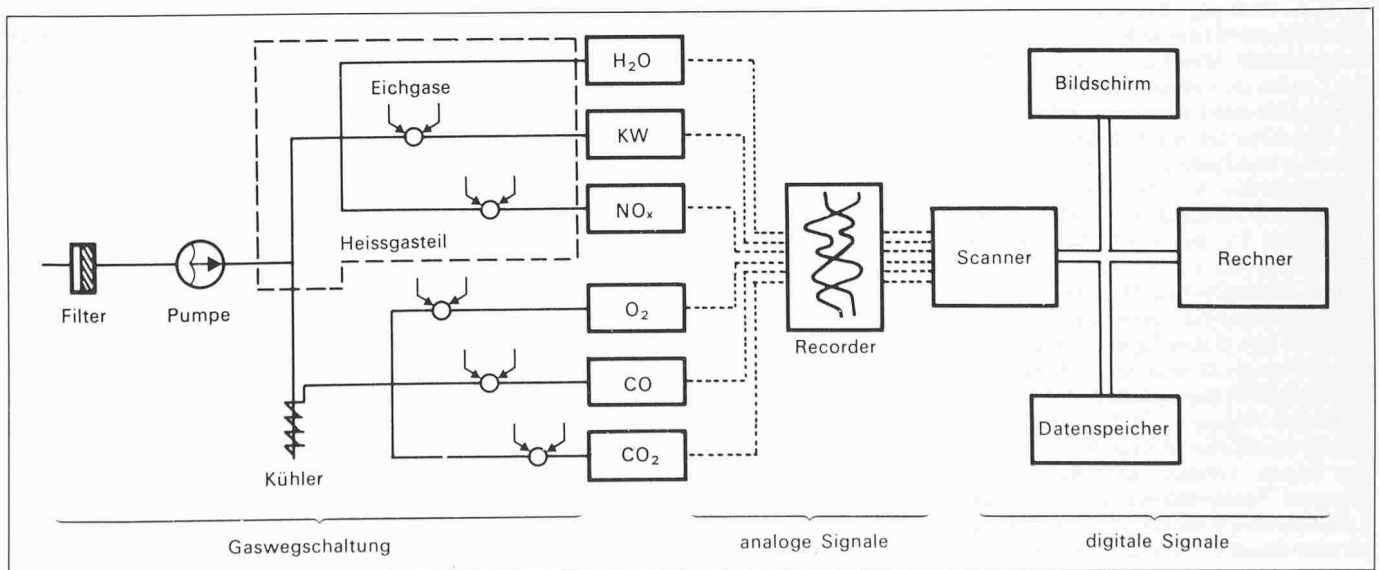 H₂O
Eichgase
KW
NOₓ
Heissgasteil
Filter
Pumpe
O₂
CO
CO₂
Kühler
Recorder
Bildschirm
Scanner
Rechner
Datenspeicher
Gaswegschaltung
analoge Signale
digitale Signale